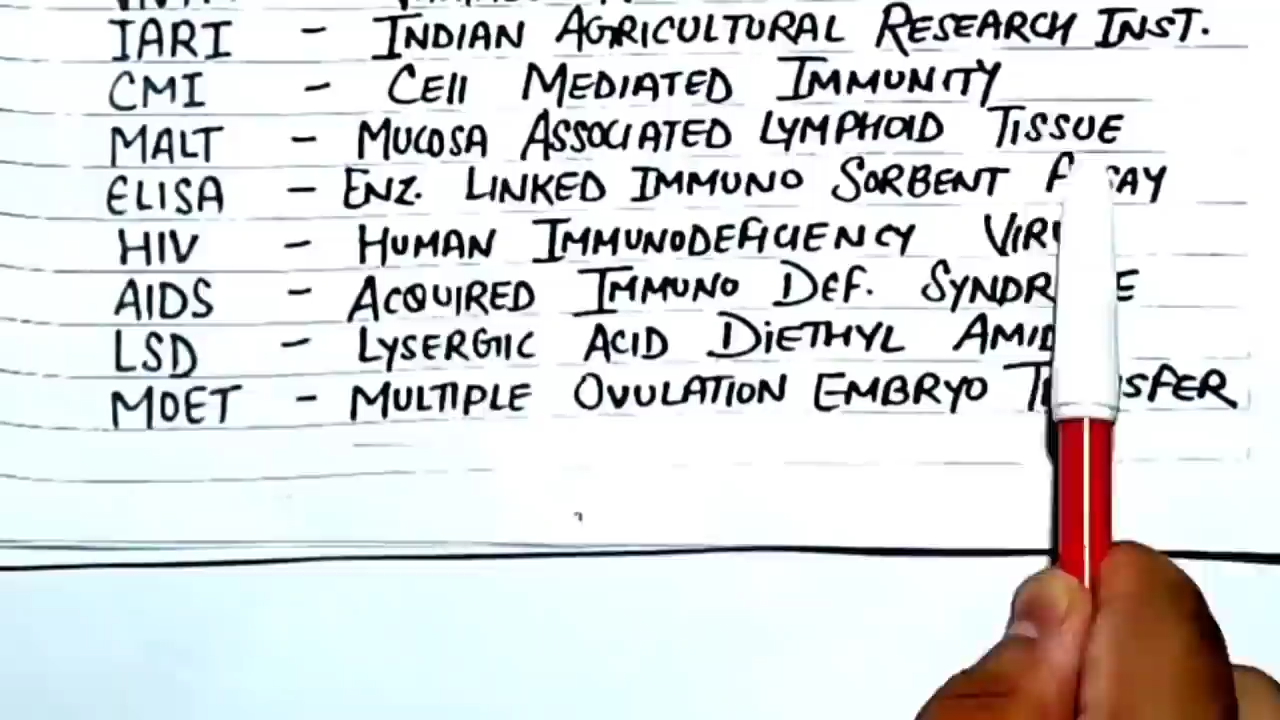 IARI - INDIAN AGRICULTURAL RESEARCH INST.
CMI - CEll MEDIATED IMMUNITY
MALT - MUCOSA ASSOCIATED LYMPHOID TISSUE
ELISA - ENZ. LINKED IMMUNO SORBENT
HIV - HUMAN IMMUNODEFICIENCY
AIDS - ACQUIRED IMMUNO DEF.
LSD - LYSERGIC ACID DIETHYL
MOET - MULTIPLE OVULATION EMBRYO